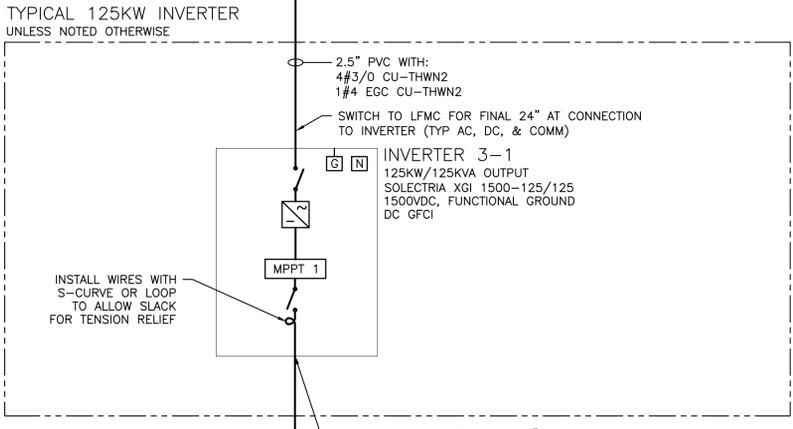 TYPICAL 125KW INVERTER
UNLESS NOTED OTHERWISE
2.5" PVC WITH:
4#3/0 CU-THWN2
1#4 EGC CU-THWN2
SWITCH TO LFMC FOR FINAL 24" AT CONNECTION
TO INVERTER (TYP AC, DC, & COMM)
G N
INVERTER 3-1
125KW/125KVA OUTPUT
SOLECTRIA XGI 1500-125/125
1500VDC, FUNCTIONAL GROUND
DC GFCI
MPPT 1
INSTALL WIRES WITH
S-CURVE OR LOOP
TO ALLOW SLACK
FOR TENSION RELIEF